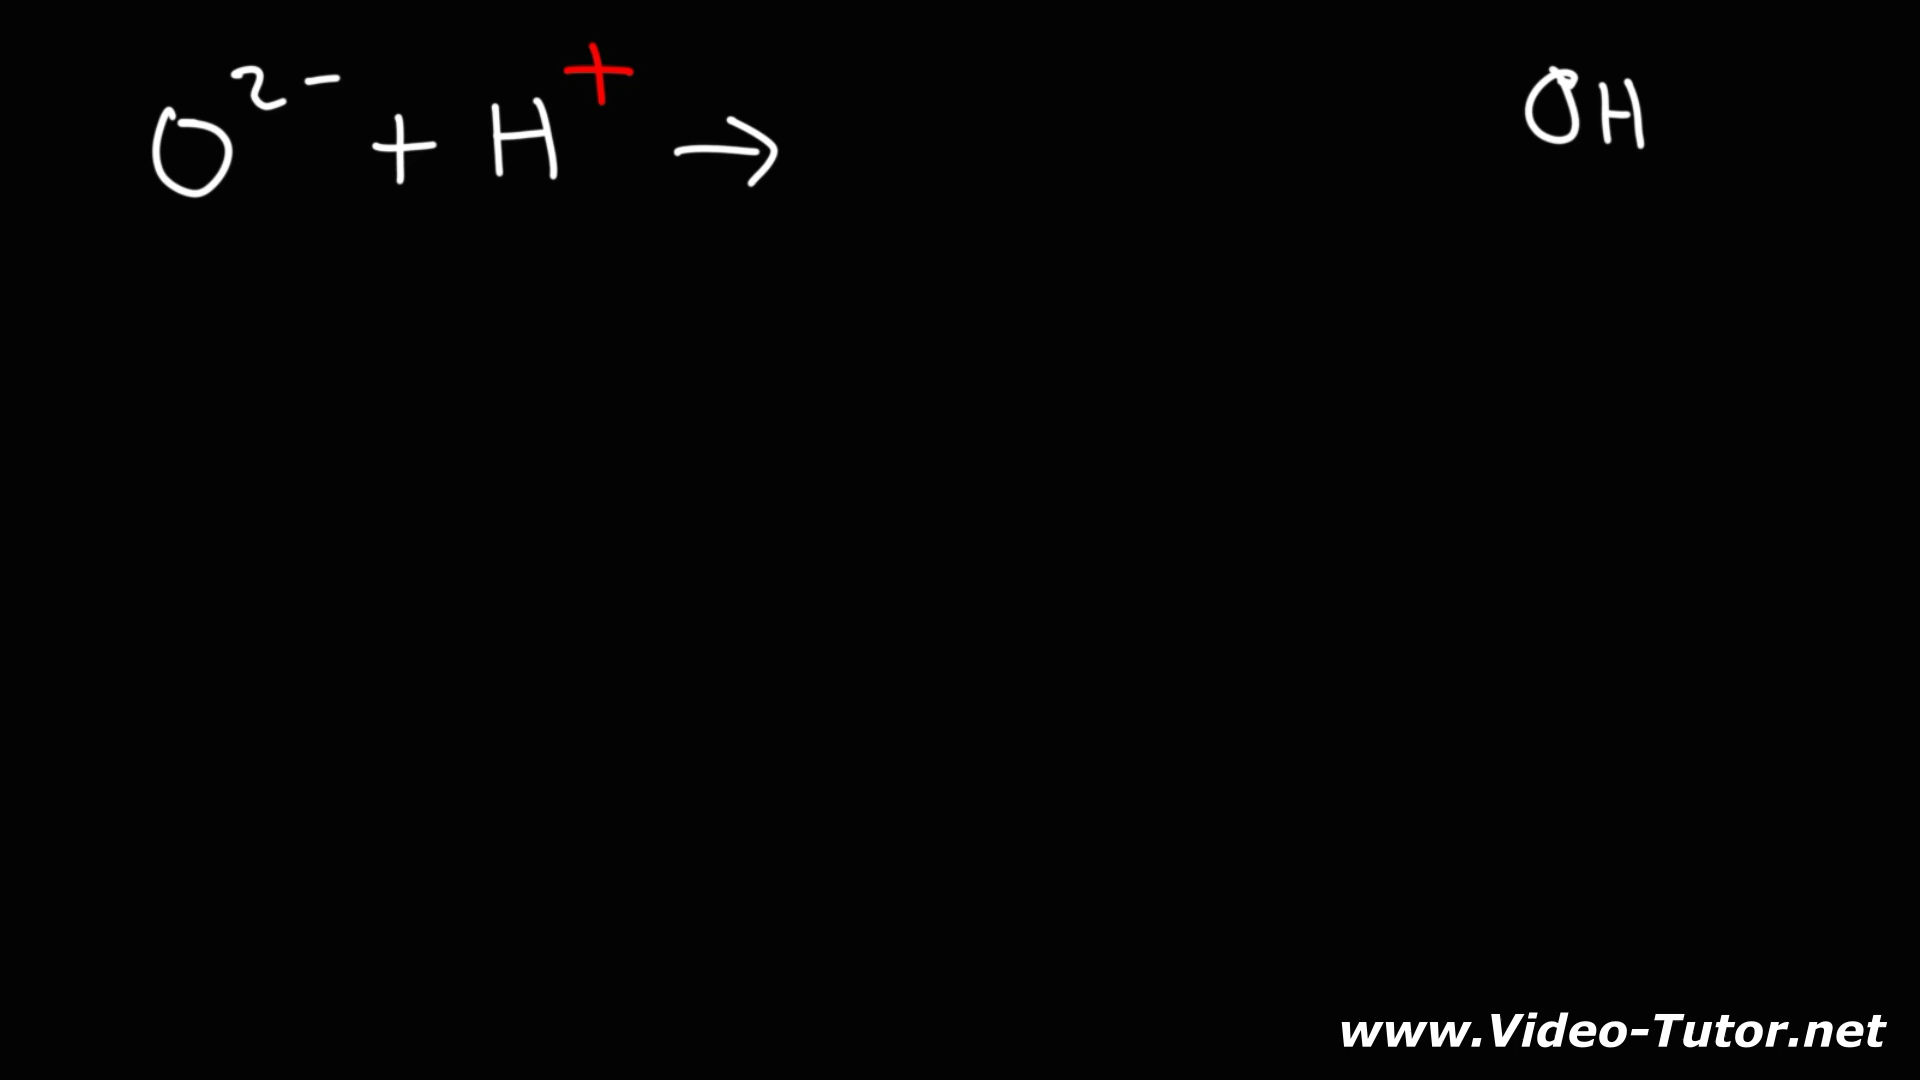 O²⁻ + H⁺ → OH
www.Video-Tutor.net